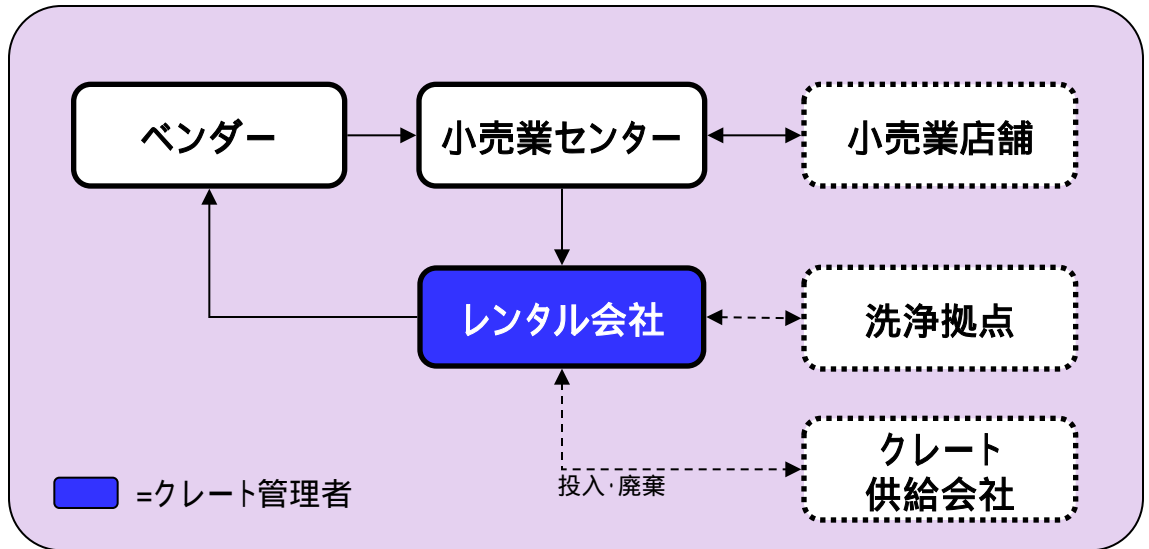 ベンダー
小売業センター
小売業店舗
レンタル会社
洗浄拠点
クレート
供給会社
投入・廃棄
=クレート管理者